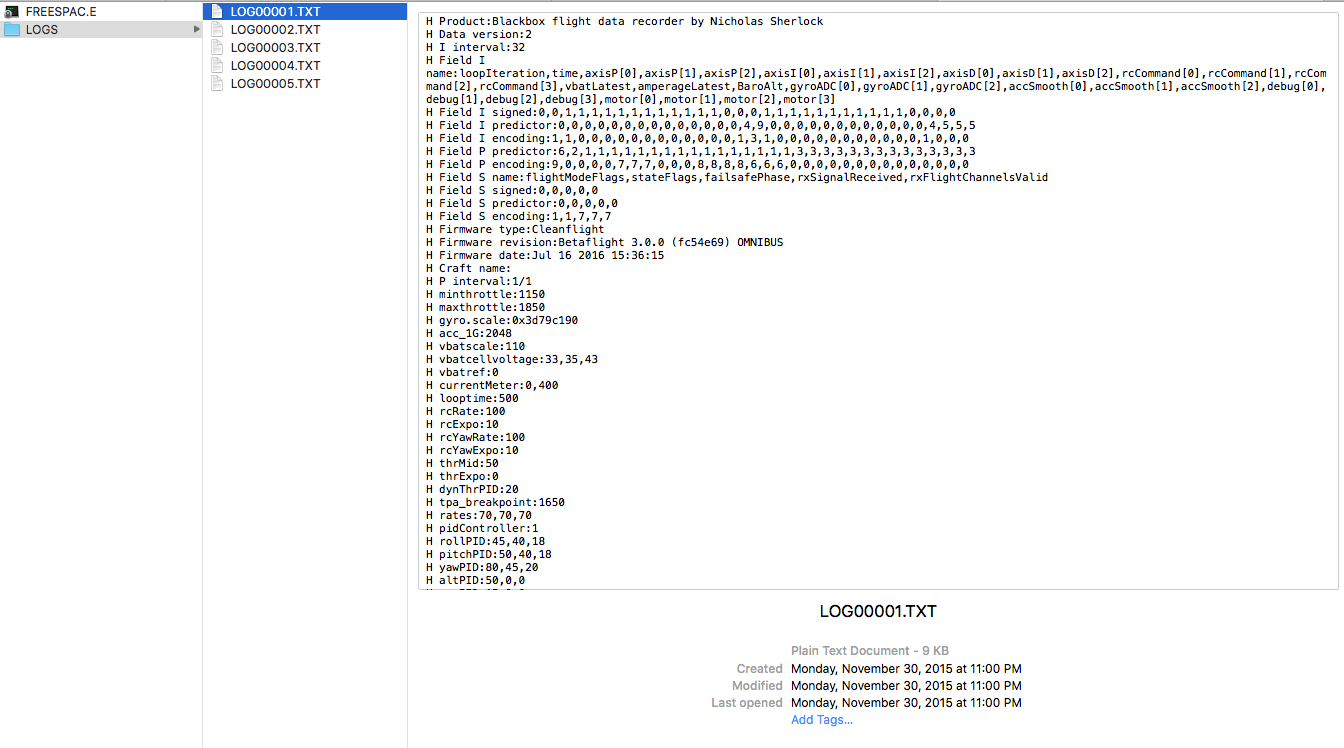 FREESPAC.E
LOGS
LOG00001.TXT
LOG00002.TXT
LOG00003.TXT
LOG00004.TXT
LOG00005.TXT
H Product:Blackbox flight data recorder by Nicholas Sherlock
H Data version:2
H I interval:32
H Field I
name:loopIteration,time,axisP[0],axisP[1],axisP[2],axisI[0],axisI[1],axisI[2],axisD[0],axisD[1],axisD[2],rcCommand[0],rcCommand[1],rcCom
mand[2],rcCommand[3],vbatLatest,amperageLatest,BaroAlt,gyroADC[0],gyroADC[1],gyroADC[2],accSmooth[0],accSmooth[1],accSmooth[2],debug[0],
debug[1],debug[2],debug[3],motor[0],motor[1],motor[2],motor[3]
H Field I signed:0,0,1,1,1,1,1,1,1,1,1,1,1,1,0,0,0,1,1,1,1,1,1,1,1,1,1,1,0,0,0,0
H Field I predictor:0,0,0,0,0,0,0,0,0,0,0,0,0,0,4,9,0,0,0,0,0,0,0,0,0,0,0,0,4,5,5,5
H Field I encoding:1,1,0,0,0,0,0,0,0,0,0,0,0,0,1,3,1,0,0,0,0,0,0,0,0,0,0,0,1,0,0,0
H Field P predictor:6,2,1,1,1,1,1,1,1,1,1,1,1,1,1,1,1,1,3,3,3,3,3,3,3,3,3,3,3,3,3,3
H Field P encoding:9,0,0,0,0,7,7,7,0,0,0,8,8,8,8,6,6,6,0,0,0,0,0,0,0,0,0,0,0,0,0,0
H Field S name:flightModeFlags,stateFlags,failsafePhase,rxSignalReceived,rxFlightChannelsValid
H Field S signed:0,0,0,0,0
H Field S predictor:0,0,0,0,0
H Field S encoding:1,1,7,7,7
H Firmware type:Cleanflight
H Firmware revision:Betaflight 3.0.0 (fc54e69) OMNIBUS
H Firmware date:Jul 16 2016 15:36:15
H Craft name:
H P interval:1/1
H minthrottle:1150
H maxthrottle:1850
H gyro.scale:0x3d79c190
H acc_1G:2048
H vbatscale:110
H vbatcellvoltage:33,35,43
H vbatref:0
H currentMeter:0,400
H looptime:500
H rcRate:100
H rcExpo:10
H rcYawRate:100
H rcYawExpo:10
H thrMid:50
H thrExpo:0
H dynThrPID:20
H tpa_breakpoint:1650
H rates:70,70,70
H pidController:1
H rollPID:45,40,18
H pitchPID:50,40,18
H yawPID:80,45,20
H altPID:50,0,0
LOG00001.TXT
Plain Text Document - 9 KB
Created Monday, November 30, 2015 at 11:00 PM
Modified Monday, November 30, 2015 at 11:00 PM
Last opened Monday, November 30, 2015 at 11:00 PM
Add Tags...